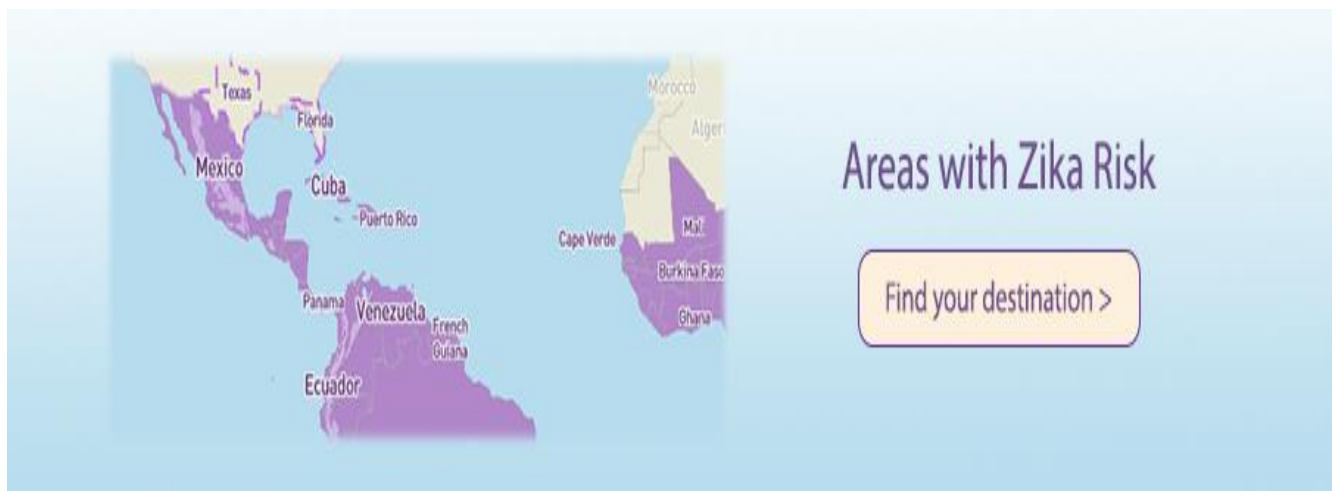 Texas
Florida
Mexico
Cuba
Puerto Rico
Panama
Venezuela
French
Guiana
Ecuador
Morocco
Cape Verde
Mali
Burkina Faso
Ghana
Areas with Zika Risk
Find your destination >